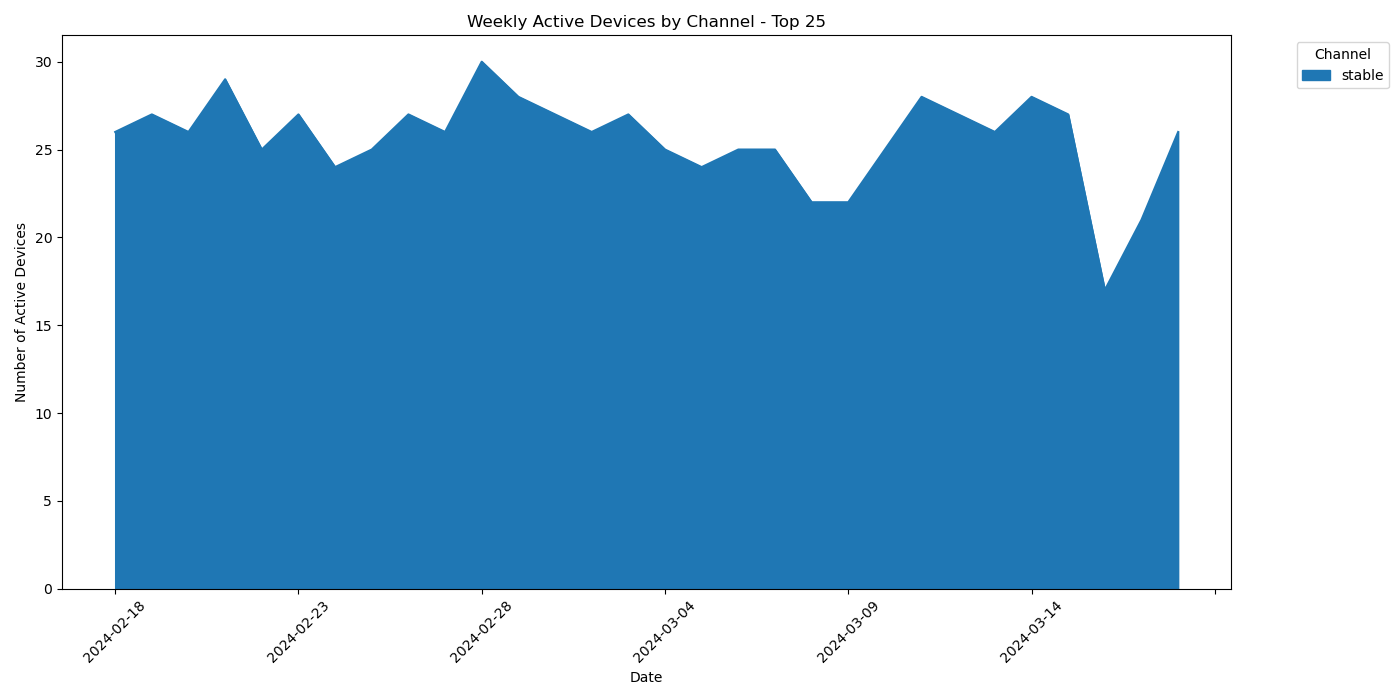 Weekly Active Devices by Channel - Top 25
Channel
stable
Number of Active Devices
30
25
20
15
10
5
0
2024-02-18
2024-02-23
2024-02-28
2024-03-04
2024-03-09
2024-03-14
Date